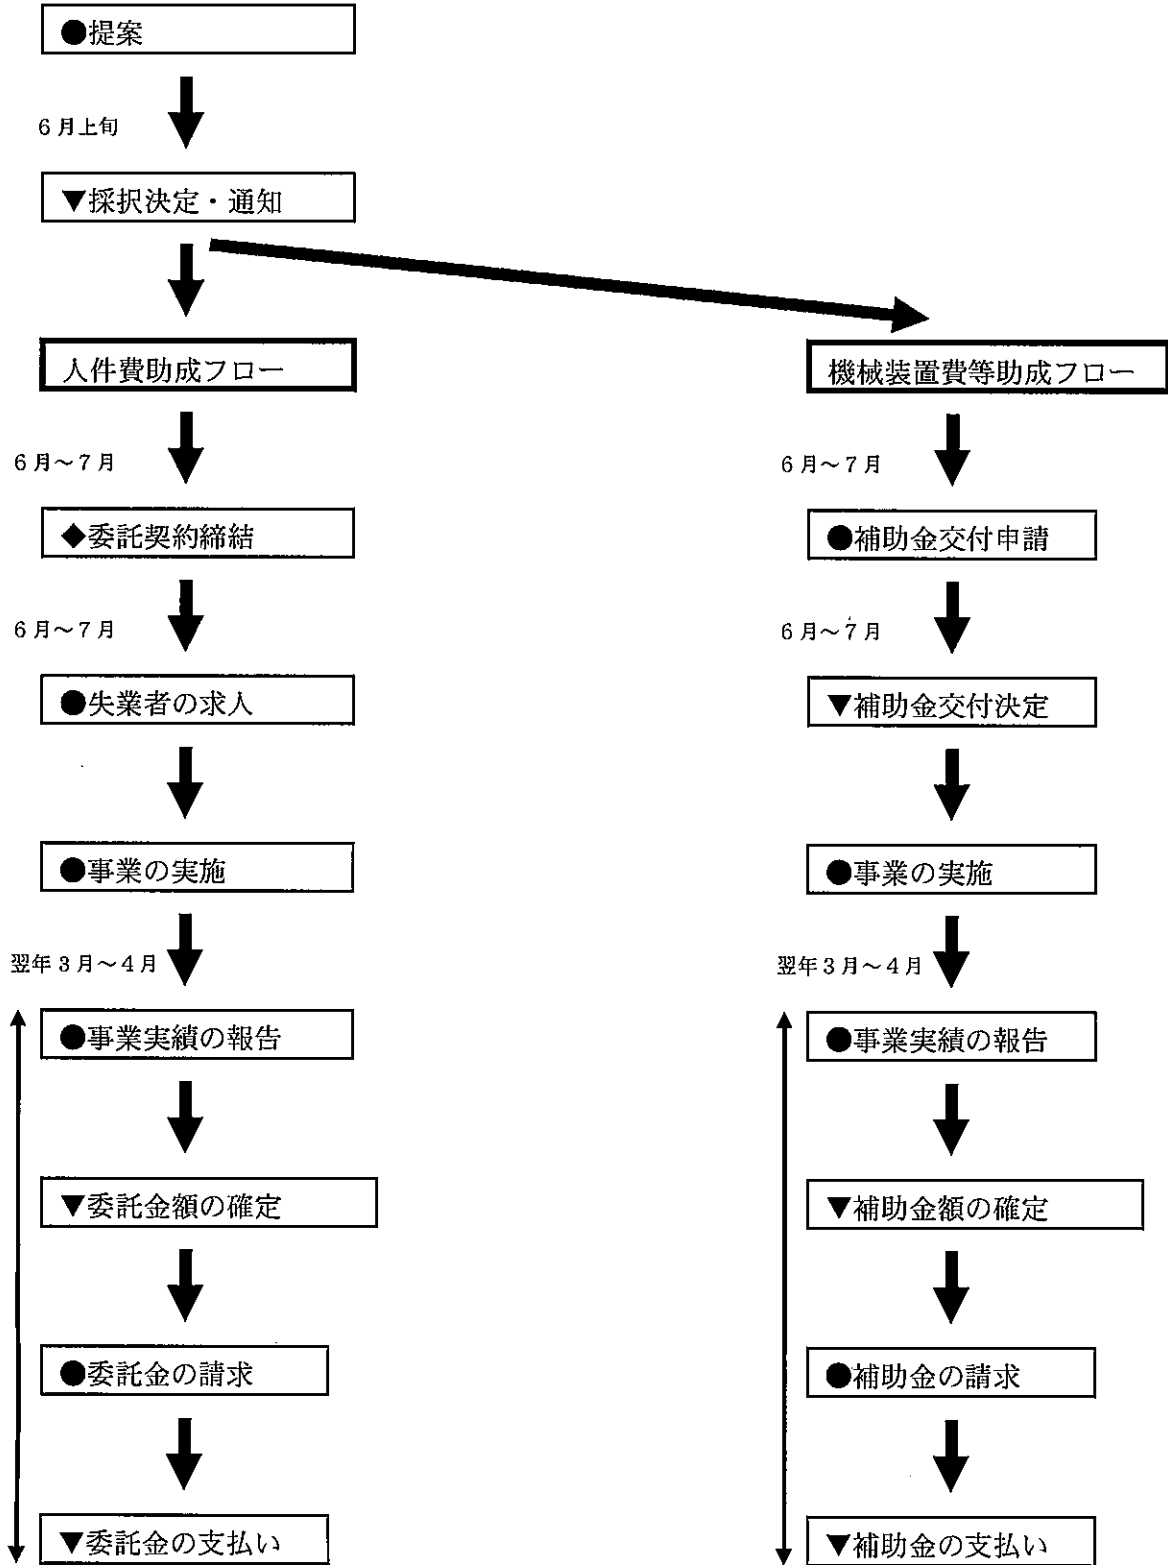 ●提案
6月上旬
▼採択決定・通知
人件費助成フロー
6月～7月
◆委託契約締結
6月～7月
●失業者の求人
●事業の実施
翌年3月～4月
●事業実績の報告
▼委託金額の確定
●委託金の請求
▼委託金の支払い
機械装置費等助成フロー
6月～7月
●補助金交付申請
6月～7月
▼補助金交付決定
●事業の実施
翌年3月～4月
●事業実績の報告
▼補助金額の確定
●補助金の請求
▼補助金の支払い